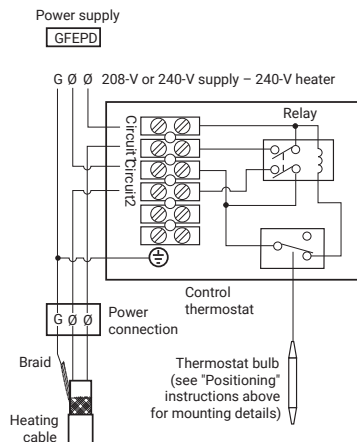 Power supply
GFEPD
G Ø Ø 208-V or 240-V supply – 240-V heater
Relay
Circuit1
Circuit2
Control
thermostat
G Ø Ø
Power
connection
Braid
Heating
cable
Thermostat bulb
(see "Positioning"
instructions above
for mounting details)